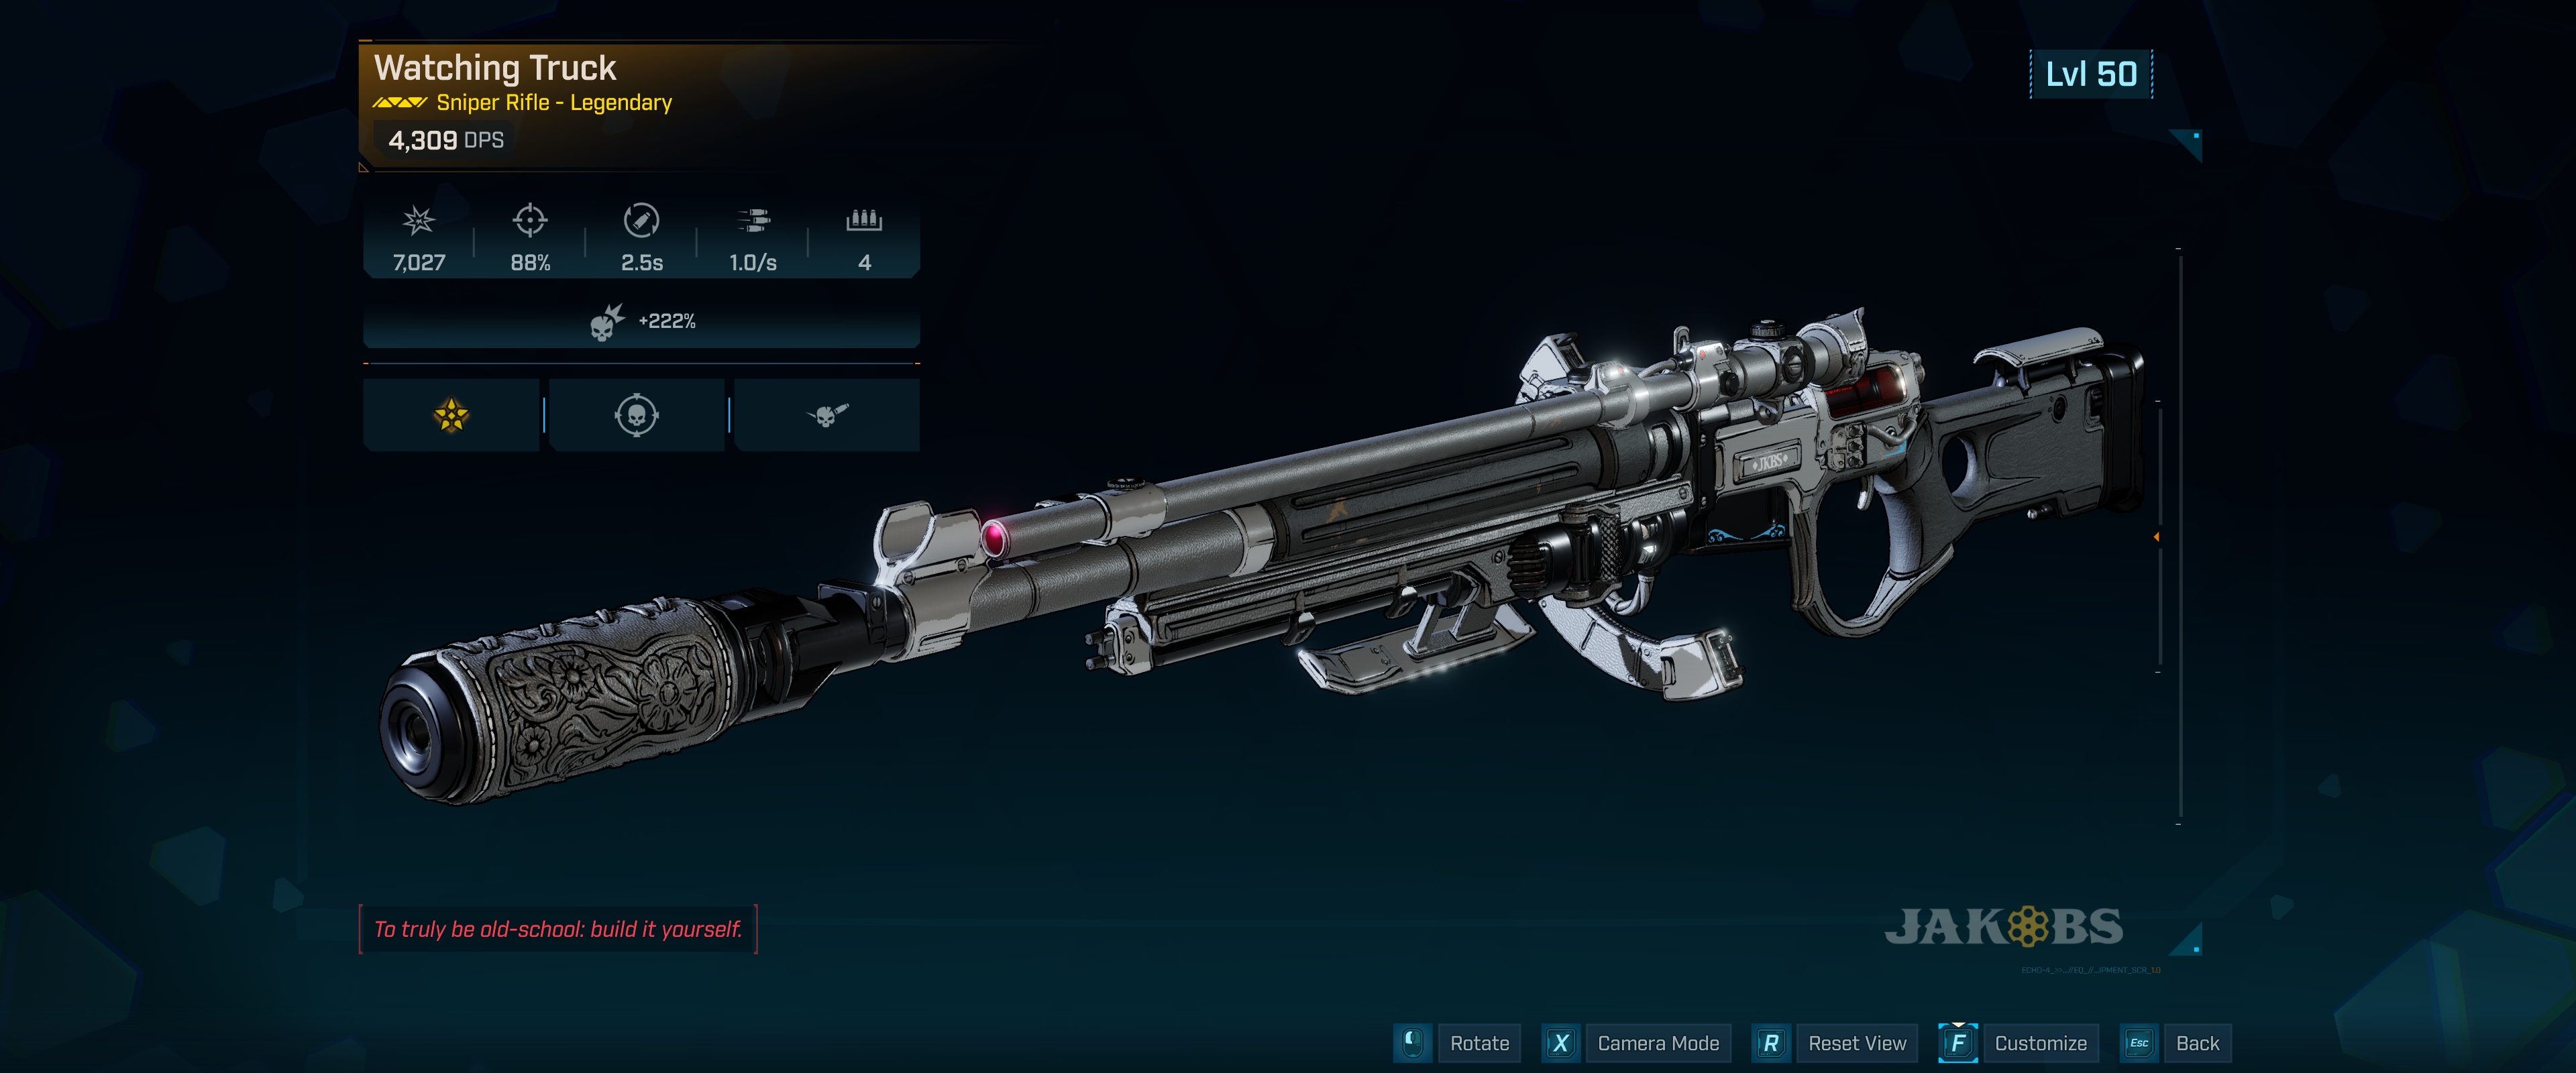 Watching Truck
Sniper Rifle - Legendary
4,309 DPS
Lvl 50
7,027
88%
2.5s
1.0/s
4
+222%
JKBS
To truly be old-school: build it yourself.
JAKOBS
Rotate
X
Camera Mode
R
Reset View
F
Customize
Esc
Back